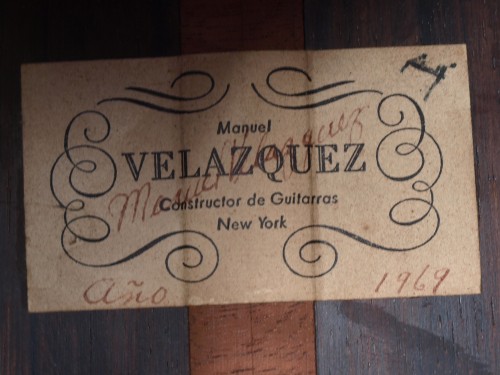 Manuel
VELAZQUEZ
Manuel Velazquez
Constructor de Guitarras
New York
Año 1969